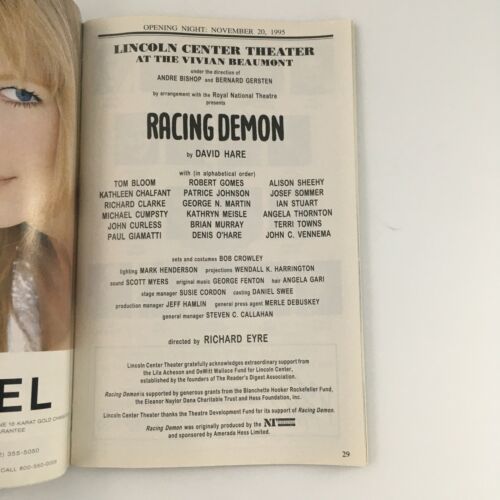 OPENING NIGHT: NOVEMBER 20, 1995
LINCOLN CENTER THEATER
AT THE VIVIAN BEAUMONT
under the direction of
ANDRE BISHOP and BERNARD GERSTEN
by arrangement with the Royal National Theatre
presents
RACING DEMON
by DAVID HARE
with (in alphabetical order)
TOM BLOOM ROBERT GOMES ALISON SHEEHY
KATHLEEN CHALFANT PATRICE JOHNSON JOSEF SOMMER
RICHARD CLARKE GEORGE N. MARTIN IAN STUART
MICHAEL CUMPSTY KATHRYN MEISLE ANGELA THORNTON
JOHN CURLESS BRIAN MURRAY TERRI TOWNS
PAUL GIAMATTI DENIS O'HARE JOHN C. VENNEMA
sets and costumes BOB CROWLEY
lighting MARK HENDERSON projections WENDALL K. HARRINGTON
sound SCOTT MYERS original music GEORGE FENTON hair ANGELA GARI
stage manager SUSIE CORDON casting DANIEL SWEE
production manager JEFF HAMLIN general press agent MERLE DEBUSKEY
general manager STEVEN C. CALLAHAN
directed by RICHARD EYRE
Lincoln Center Theater gratefully acknowledges extraordinary support from
the Lila Acheson and DeWitt Wallace Fund for Lincoln Center,
established by the founders of The Reader's Digest Association.
Racing Demon is supported by generous grants from the Blanchette Hooker Rockefeller Fund,
the Eleanor Naylor Dana Charitable Trust and Hess Foundation, Inc.
Lincoln Center Theater thanks the Theatre Development Fund for its support of Racing Demon.
Racing Demon was originally produced by the
and sponsored by Amerada Hess Limited.
29
EL
18 KARAT GOLD
355-5050
CALL 800-550-0005